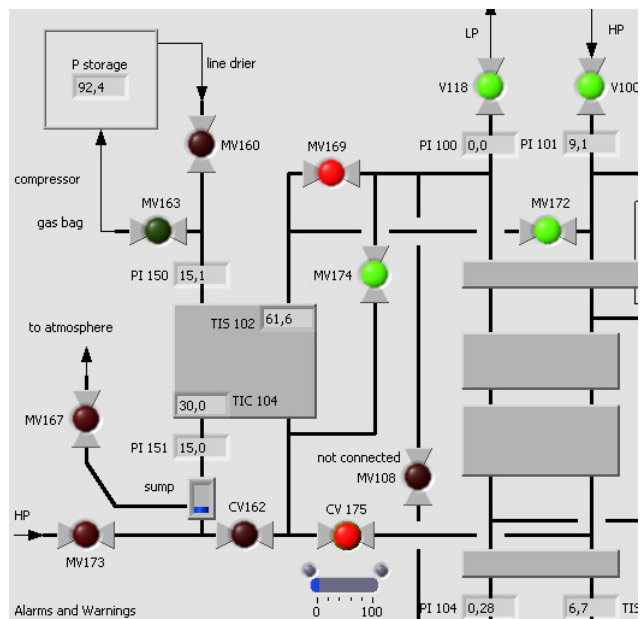 LP
HP
P storage
92,4
line drier
V118
V100
MV160
MV169
PI 100
0,0
PI 101
9,1
compressor
MV163
MV172
gas bag
PI 150
15,1
MV174
TIS 102
61,6
to atmosphere
30,0
TIC 104
MV167
PI 151
15,0
not connected
MV108
sump
CV162
CV 175
HP
MV173
0
100
Alarms and Warnings
PI 104
0,28
6,7
TIS